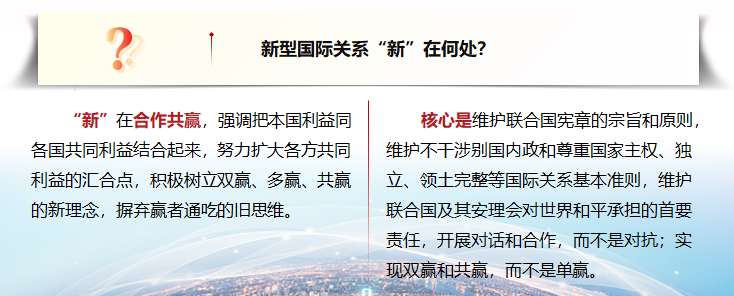 新型国际关系“新”在何处?
“新”在合作共赢，强调把本国利益同
各国共同利益结合起来，努力扩大各方共同
利益的汇合点，积极树立双赢、多赢、共赢
的新理念，摒弃赢者通吃的旧思维。
核心是维护联合国宪章的宗旨和原则，
维护不干涉别国内政和尊重国家主权、独
立、领土完整等国际关系基本准则，维护
联合国及其安理会对世界和平承担的首要
责任，开展对话和合作，而不是对抗；实
现双赢和共赢，而不是单赢。